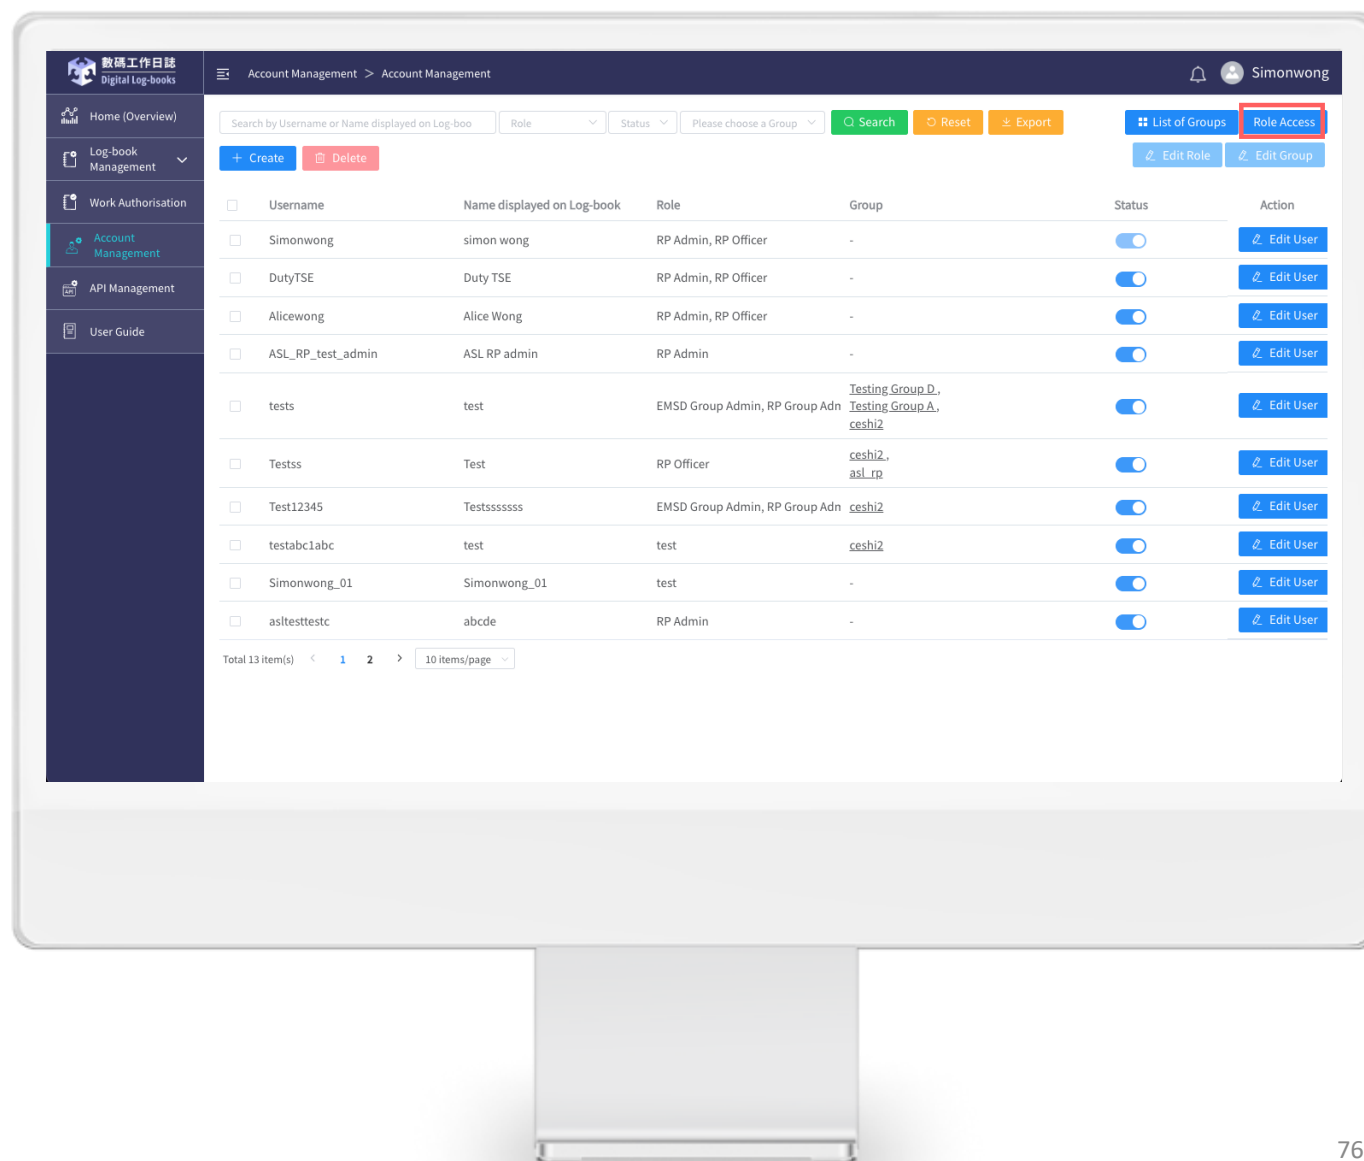 數碼工作日誌
Digital Log-books
Account Management > Account Management
Simonwong
Home (Overview)
Log-book
Management
Work Authorisation
Account
Management
API
API Management
User Guide
Search by Username or Name displayed on Log-boo
Role
Status
Please choose a Group
Search
Reset
Export
List of Groups
Role Access
+ Create
Delete
Edit Role
Edit Group
Username Name displayed on Log-book Role Group Status Action
Simonwong simon wong RP Admin, RP Officer - Edit User
DutyTSE Duty TSE RP Admin, RP Officer - Edit User
Alicewong Alice Wong RP Admin, RP Officer - Edit User
ASL_RP_test_admin ASL RP admin RP Admin - Edit User
Testing Group D ,
tests test EMSD Group Admin, RP Group Adn Testing Group A , Edit User
ceshi2
ceshi2 ,
Testss Test RP Officer Edit User
asl_rp
Test12345 Testsssssss EMSD Group Admin, RP Group Adn ceshi2 Edit User
testabc1abc test test ceshi2 Edit User
Simonwong_01 Simonwong_01 test - Edit User
asltesttestc abcde RP Admin - Edit User
Total 13 item(s) < 1 2 > 10 items/page
76